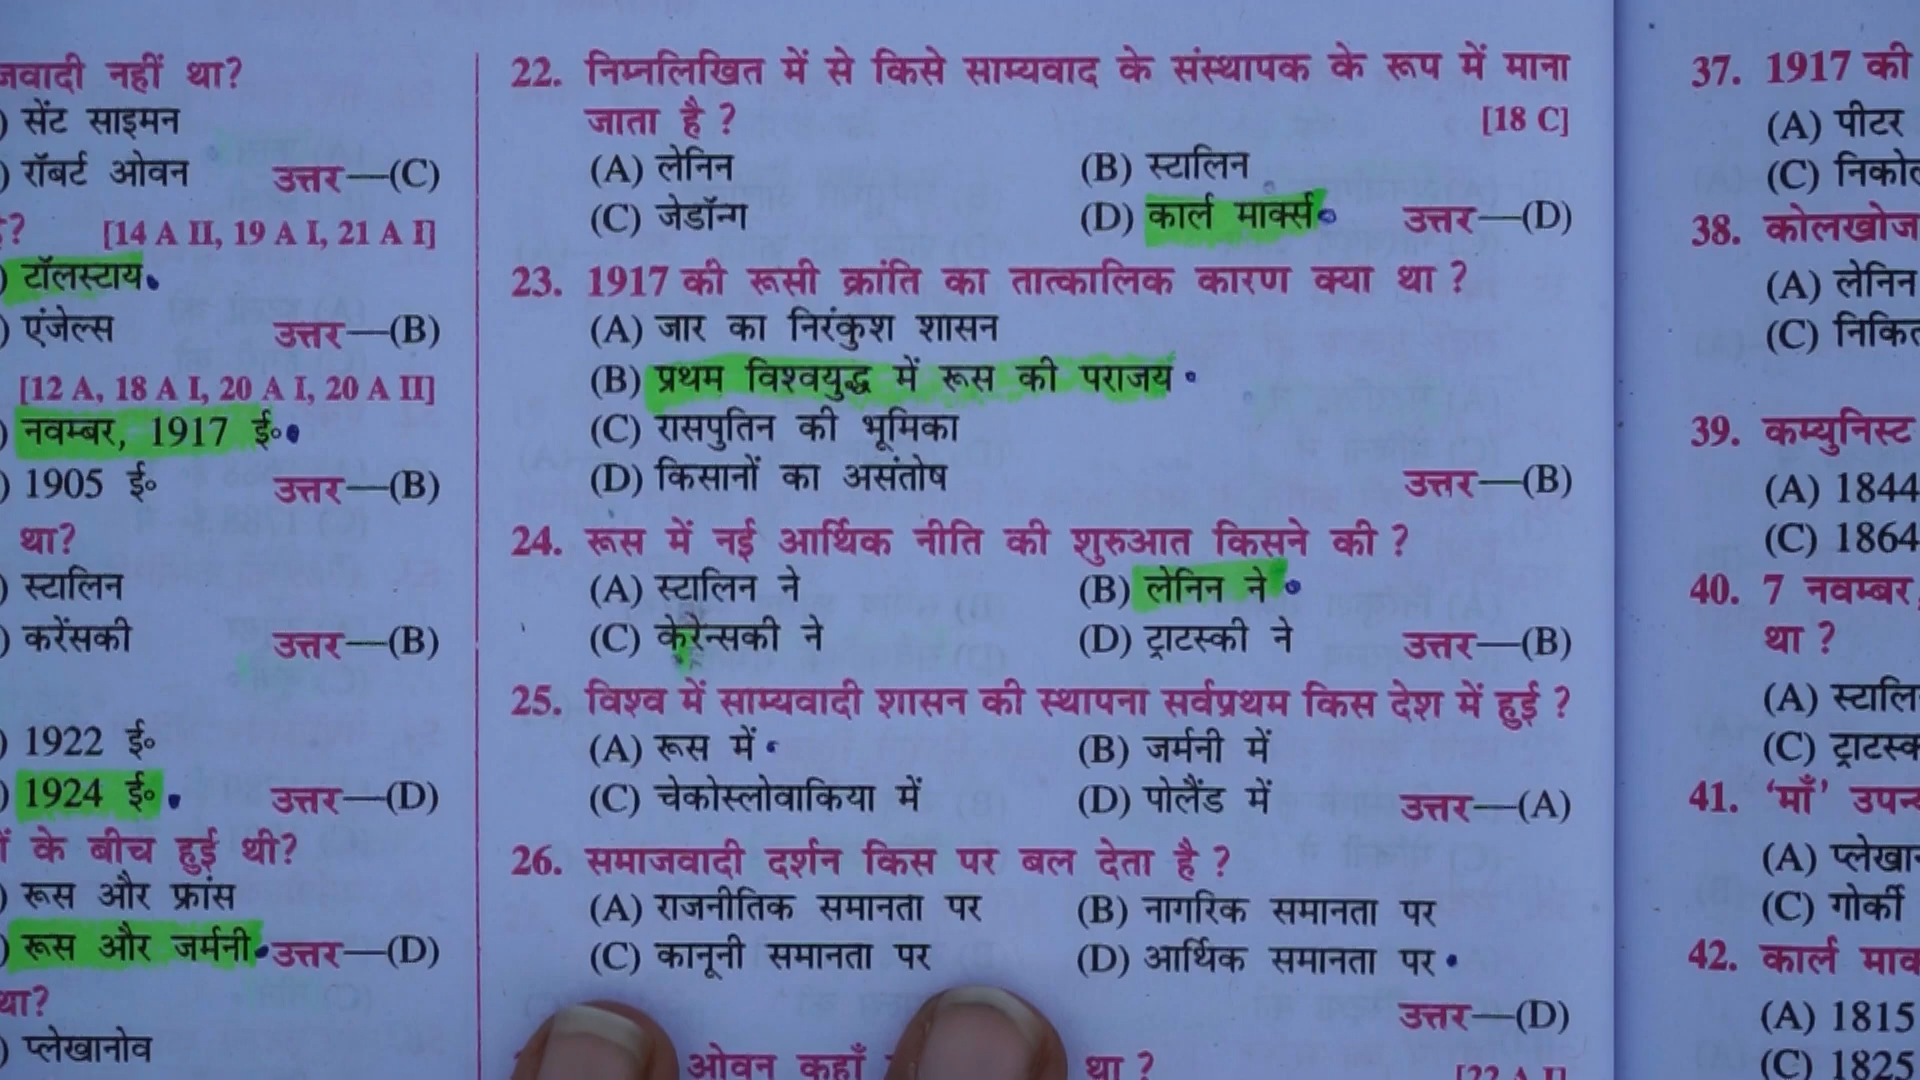 जवादी नहीं था?
) सेंट साइमन
) रॉबर्ट ओवन उत्तर—(C)
? [14 A II, 19 A I, 21 A I]
) टॉलस्टाय
) एंजेल्स उत्तर—(B)
[12 A, 18 A I, 20 A I, 20 A II]
) नवम्बर, 1917 ई०
) 1905 ई० उत्तर—(B)
था?
) स्टालिन
) करेंसकी उत्तर—(B)
) 1922 ई०
) 1924 ई० उत्तर—(D)
के बीच हुई थी?
) रूस और फ्रांस
) रूस और जर्मनी उत्तर—(D)
था?
) प्लेखानोव
22. निम्नलिखित में से किसे साम्यवाद के संस्थापक के रूप में माना
जाता है ? [18 C]
(A) लेनिन (B) स्टालिन
(C) जेडॉन्ग (D) कार्ल मार्क्स उत्तर—(D)
23. 1917 की रूसी क्रांति का तात्कालिक कारण क्या था ?
(A) जार का निरंकुश शासन
(B) प्रथम विश्वयुद्ध में रूस की पराजय
(C) रासपुतिन की भूमिका
(D) किसानों का असंतोष उत्तर—(B)
24. रूस में नई आर्थिक नीति की शुरुआत किसने की ?
(A) स्टालिन ने (B) लेनिन ने
(C) केरेन्सकी ने (D) ट्राटस्की ने उत्तर—(B)
25. विश्व में साम्यवादी शासन की स्थापना सर्वप्रथम किस देश में हुई ?
(A) रूस में (B) जर्मनी में
(C) चेकोस्लोवाकिया में (D) पोलैंड में उत्तर—(A)
26. समाजवादी दर्शन किस पर बल देता है ?
(A) राजनीतिक समानता पर (B) नागरिक समानता पर
(C) कानूनी समानता पर (D) आर्थिक समानता पर
उत्तर—(D)
ओवन कहाँ था ? [22 A I]
37. 1917 की
(A) पीटर
(C) निकोल
38. कोलखोज
(A) लेनिन
(C) निकित
39. कम्युनिस्ट
(A) 1844
(C) 1864
40. 7 नवम्बर,
था ?
(A) स्टालि
(C) ट्राटस्क
41. ‘माँ’ उपन्
(A) प्लेखान
(C) गोर्की
42. कार्ल मार्क
(A) 1815
(C) 1825